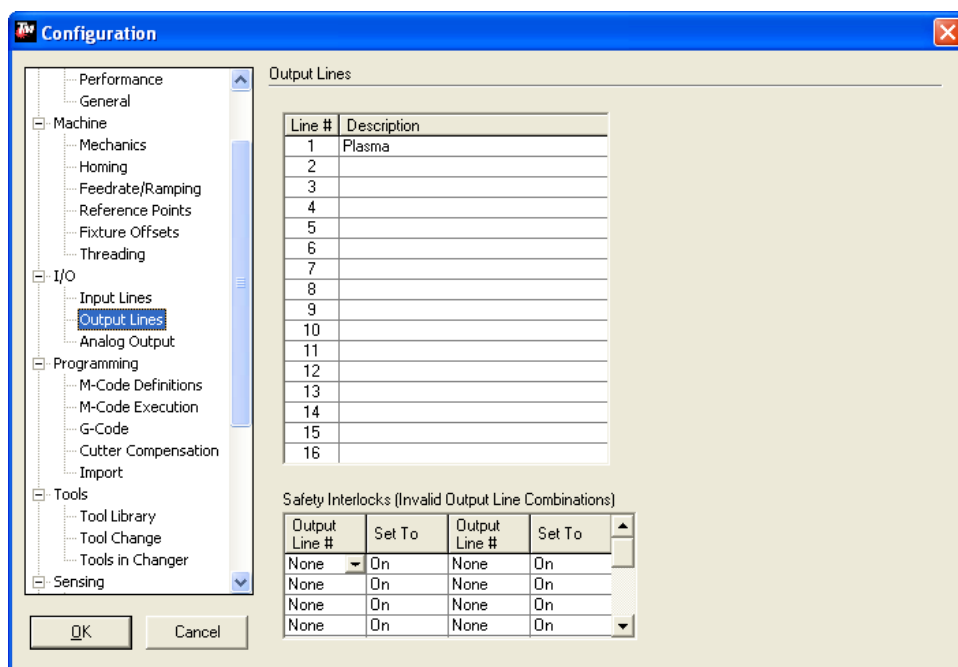 Configuration
Performance
General
Machine
Mechanics
Homing
Feedrate/Ramping
Reference Points
Fixture Offsets
Threading
I/O
Input Lines
Output Lines
Analog Output
Programming
M-Code Definitions
M-Code Execution
G-Code
Cutter Compensation
Import
Tools
Tool Library
Tool Change
Tools in Changer
Sensing
OK Cancel
Output Lines
Line # Description
1 Plasma
2
3
4
5
6
7
8
9
10
11
12
13
14
15
16
Safety Interlocks (Invalid Output Line Combinations)
Output Line # Set To Output Line # Set To
None On None On
None On None On
None On None On
None On None On